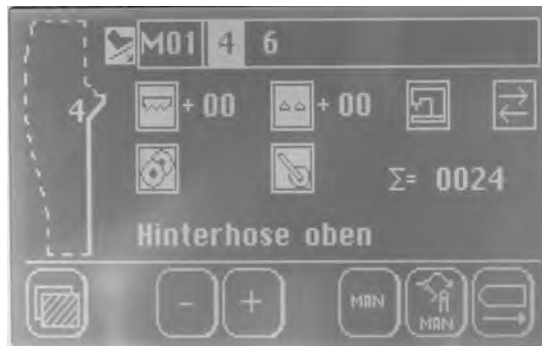 M01 4 6
4
+ 00 + 00
Σ= 0024
Hinterhose oben
- + MAN A MAN